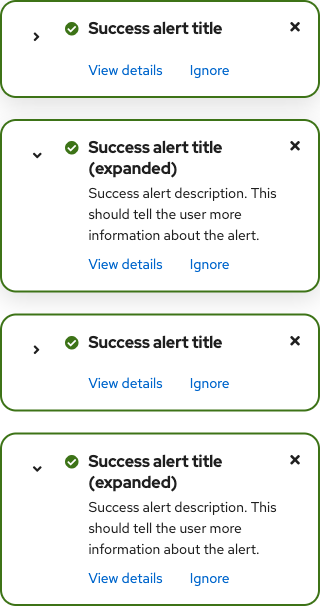 Success alert title
View details Ignore
Success alert title
(expanded)
Success alert description. This
should tell the user more
information about the alert.
View details Ignore
Success alert title
View details Ignore
Success alert title
(expanded)
Success alert description. This
should tell the user more
information about the alert.
View details Ignore